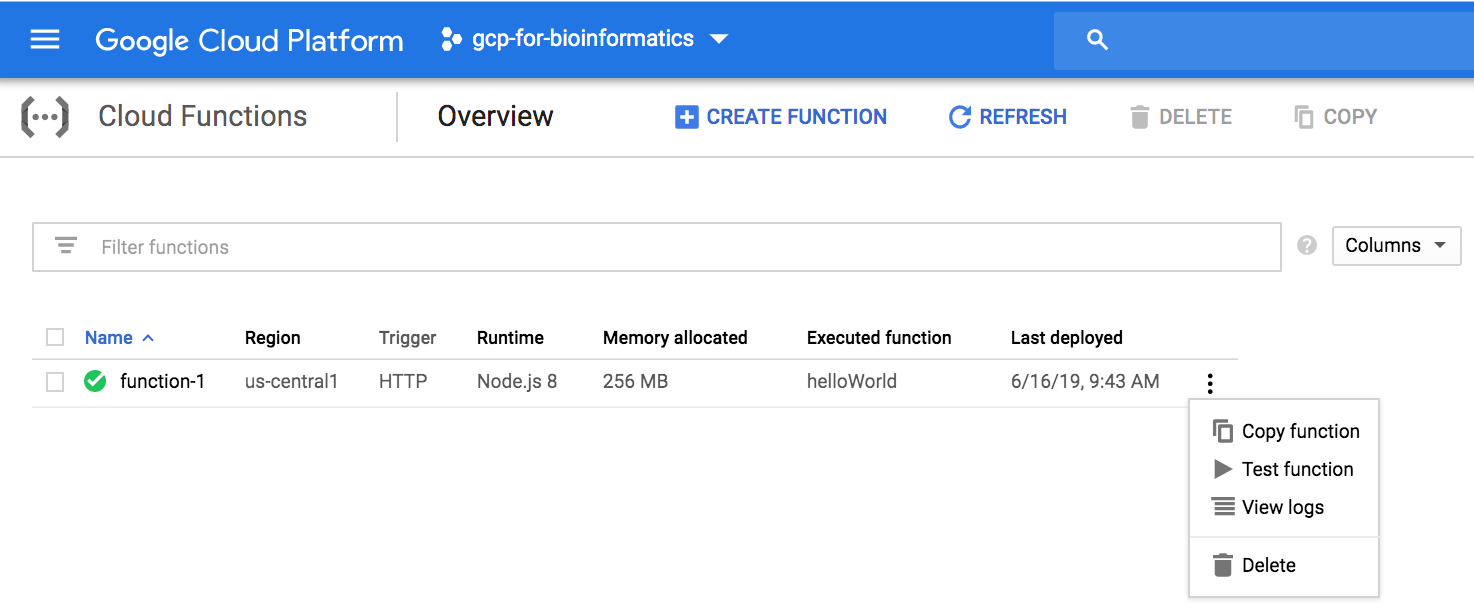 Google Cloud Platform gcp-for-bioinformatics
Cloud Functions Overview CREATE FUNCTION REFRESH DELETE COPY
Filter functions ? Columns
Name Region Trigger Runtime Memory allocated Executed function Last deployed
function-1 us-central1 HTTP Node.js 8 256 MB helloWorld 6/16/19, 9:43 AM
Copy function
Test function
View logs
Delete